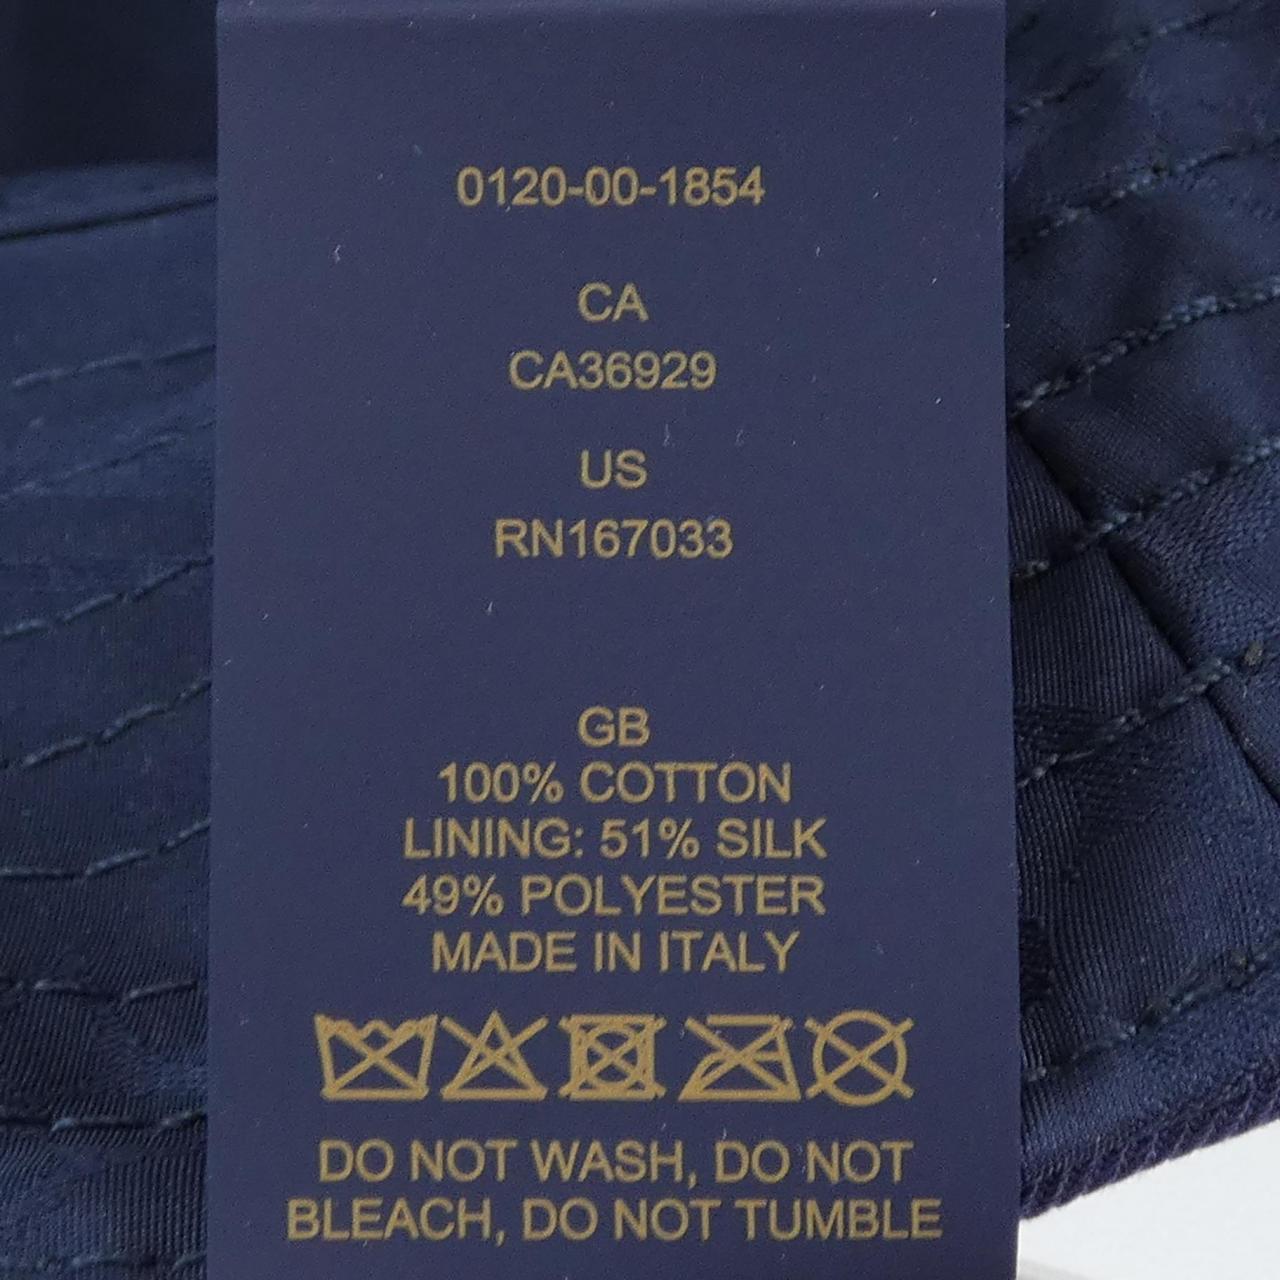 0120-00-1854
CA
CA36929
US
RN167033
GB
100% COTTON
LINING: 51% SILK
49% POLYESTER
MADE IN ITALY
DO NOT WASH, DO NOT
BLEACH, DO NOT TUMBLE